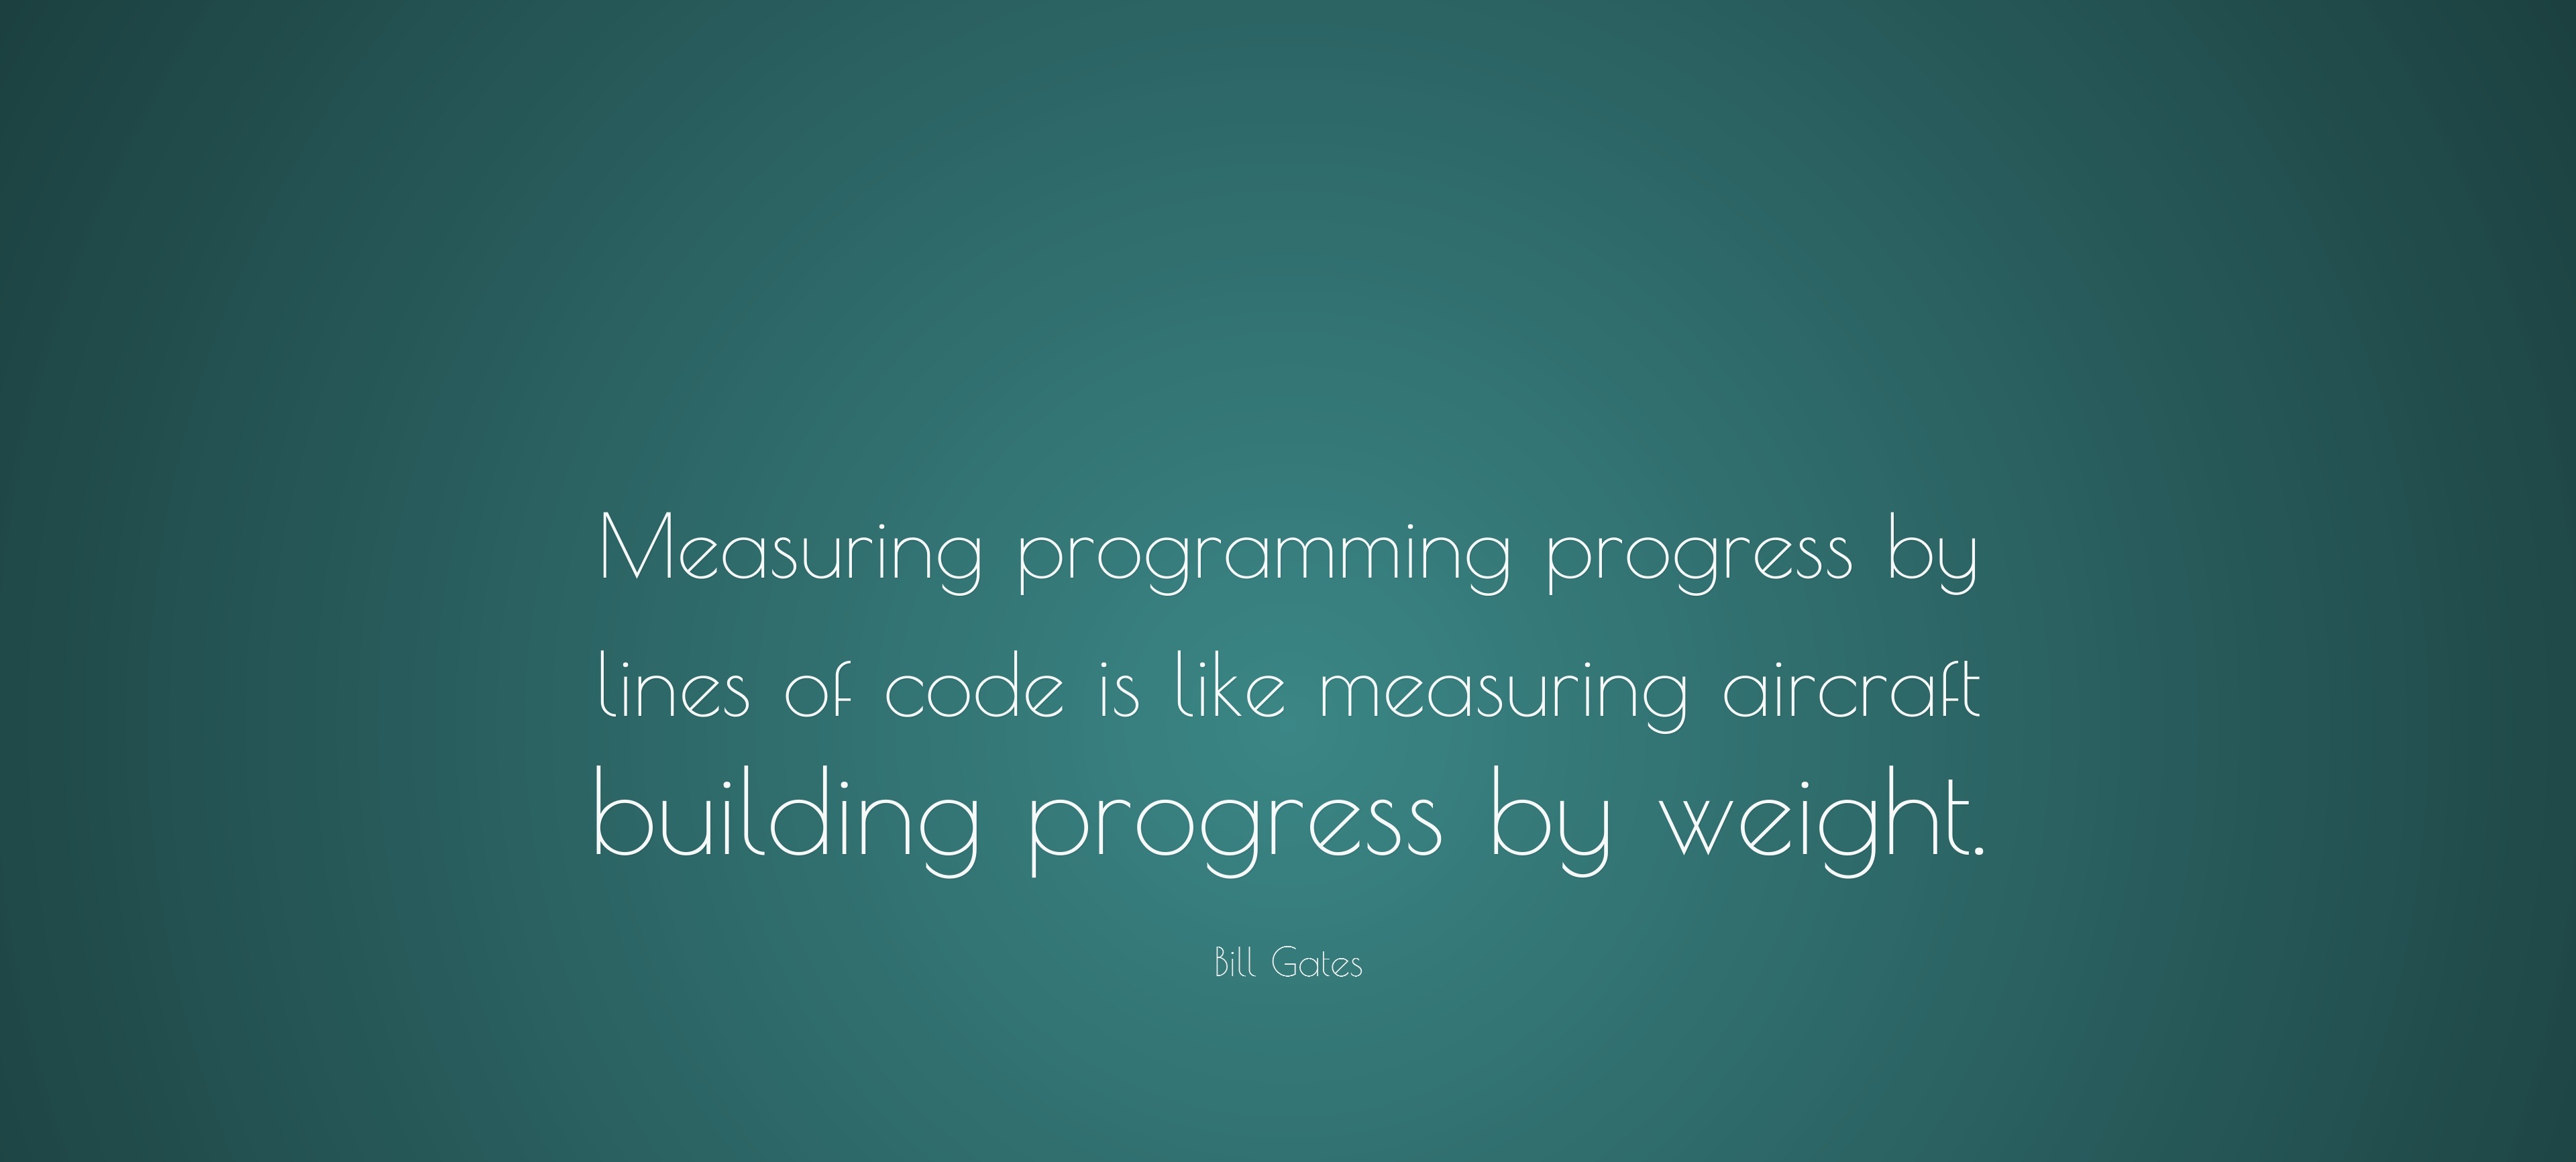 Measuring programming progress by
lines of code is like measuring aircraft
building progress by weight.
Bill Gates